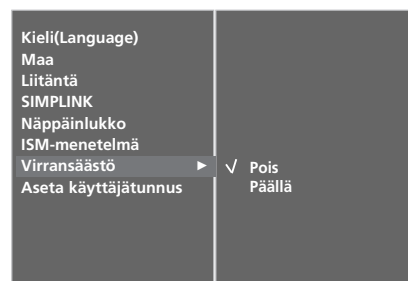 Kieli(Language)
Maa
Liitäntä
SIMPLINK
Näppäinlukko
ISM-menetelmä
Virransäästö ► √ Pois
Aseta käyttäjätunnus Päällä